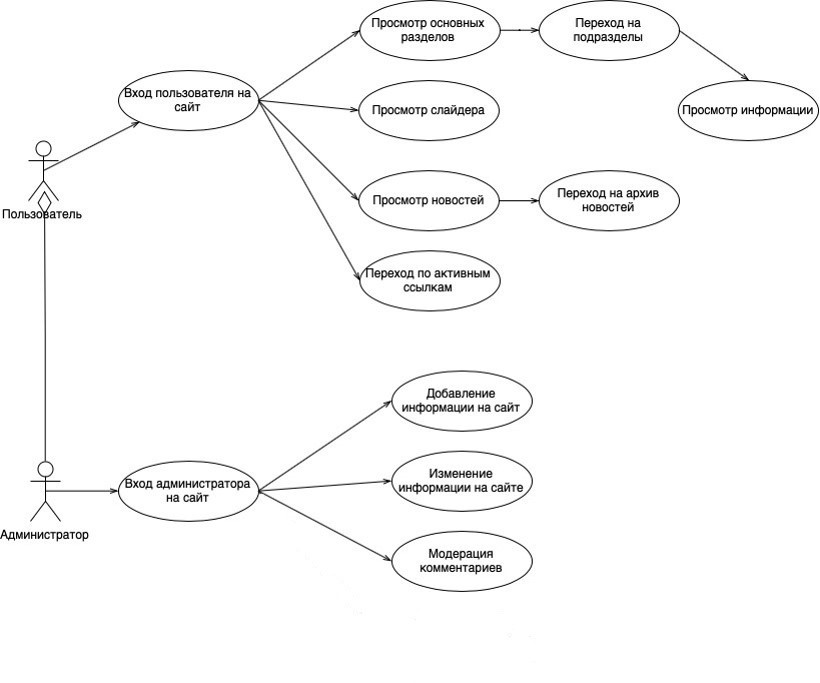 Просмотр основных
разделов
Переход на
подразделы
Вход пользователя на
сайт
Просмотр слайдера
Просмотр информации
Пользователь
Просмотр новостей
Переход на архив
новостей
Переход по активным
ссылкам
Добавление
информации на сайт
Вход администратора
на сайт
Изменение
информации на сайте
Администратор
Модерация
комментариев